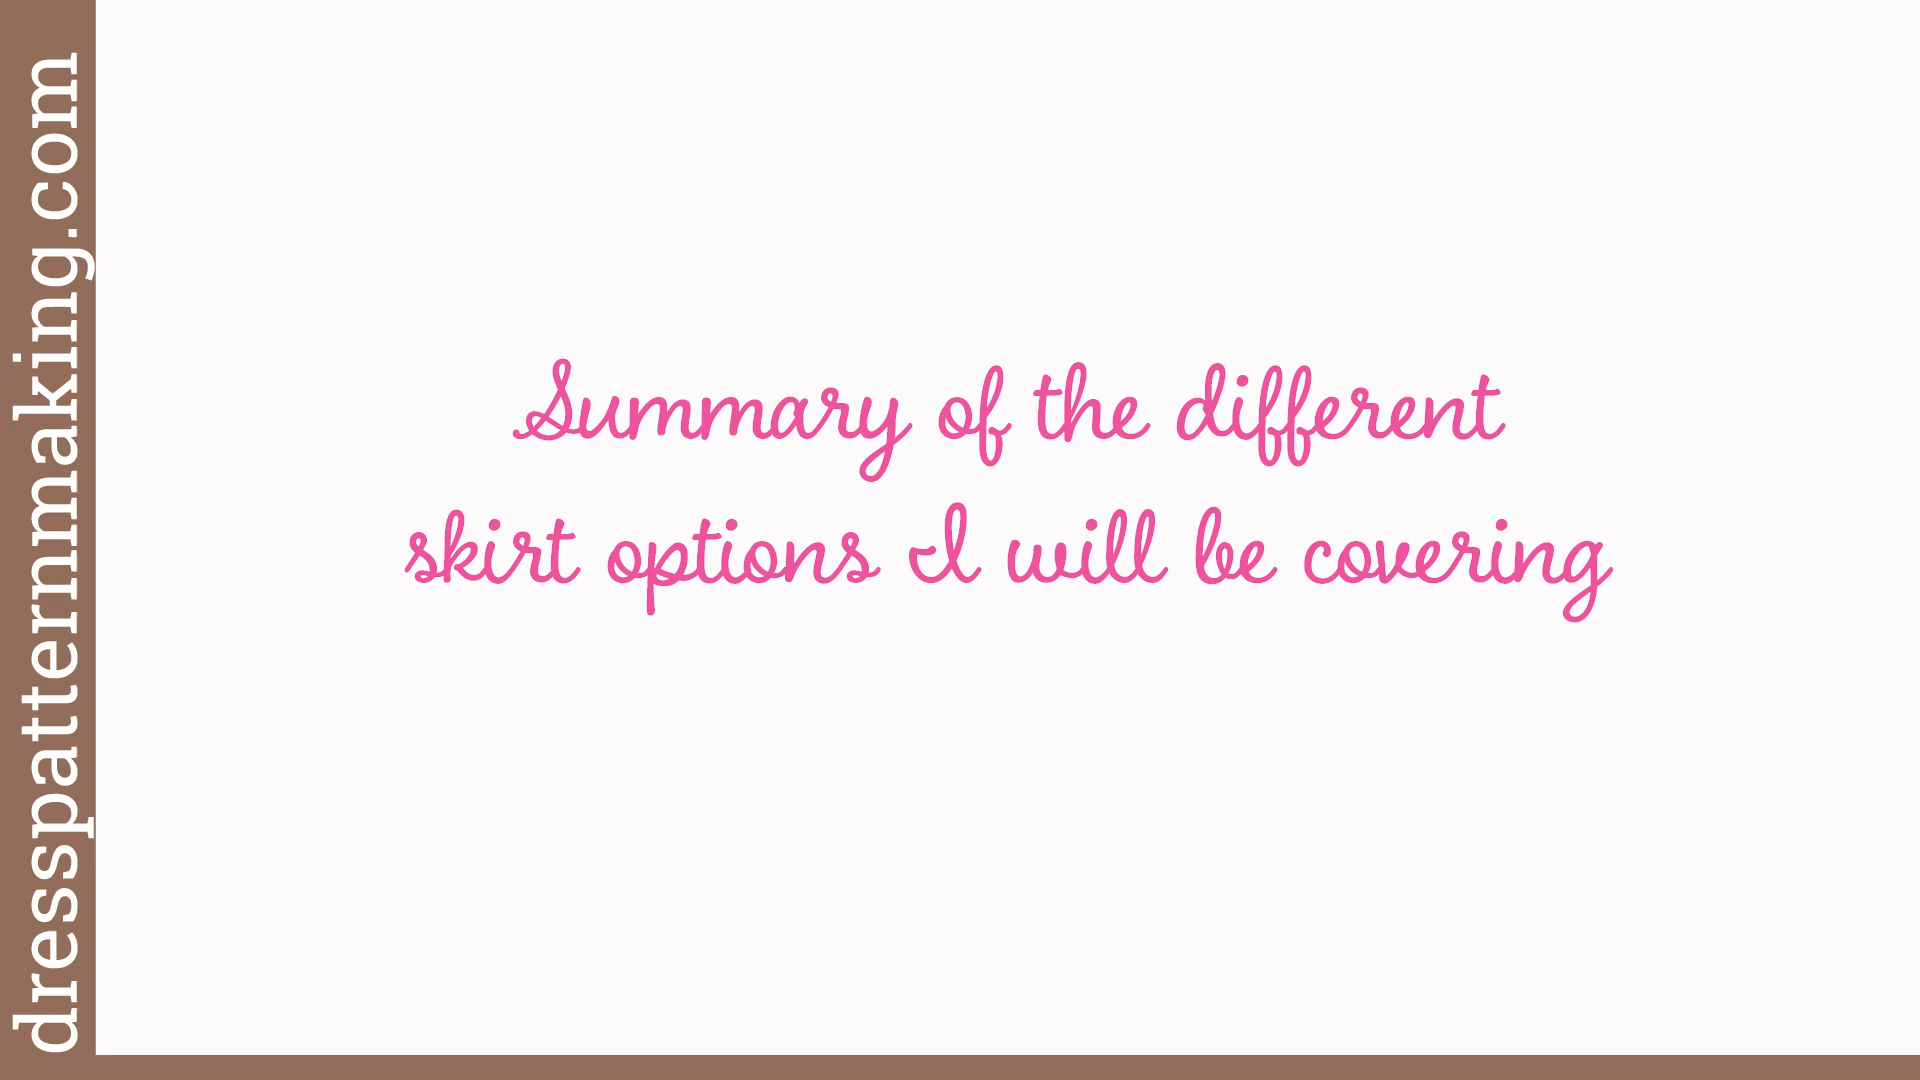 dresspatternmaking.com
Summary of the different
skirt options I will be covering